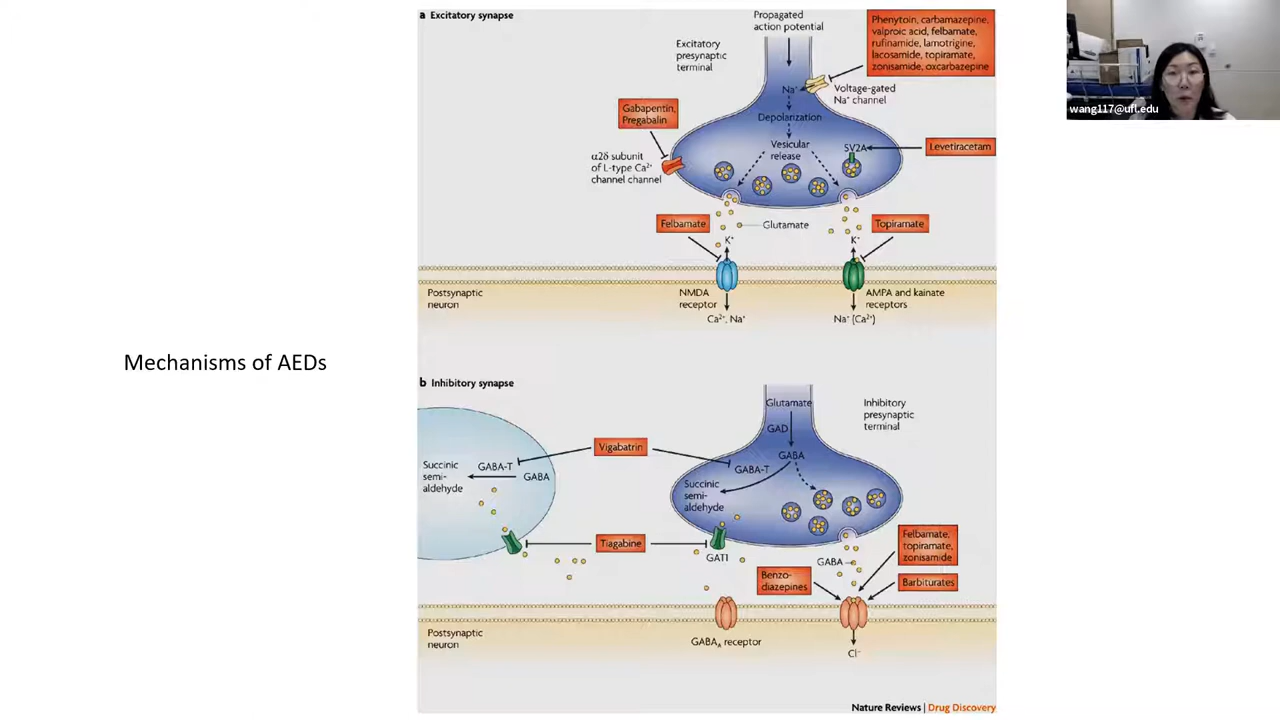 a Excitatory synapse
Propagated
action potential
Phenytoin, carbamazepine,
valproic acid, felbamate,
rufinamide, lamotrigine,
lacosamide, topiramate,
zonisamide, oxcarbazepine
Excitatory
presynaptic
terminal
Na⁺
Voltage-gated
Na⁺ channel
Gabapentin,
Pregabalin
Depolarization
Vesicular
release
SV2A
Levetiracetam
α2δ subunit
of L-type Ca²⁺
channel channel
Felbamate
Glutamate
Topiramate
K⁺
K⁺
Postsynaptic
neuron
NMDA
receptor
AMPA and kainate
receptors
Ca²⁺, Na⁺
Na⁺ (Ca²⁺)
Mechanisms of AEDs
b Inhibitory synapse
Glutamate
Inhibitory
presynaptic
terminal
GAD
Vigabatrin
GABA
Succinic
semi-
aldehyde
GABA-T
GABA
GABA-T
Succinic
semi-
aldehyde
Tiagabine
GAT1
Felbamate,
topiramate,
zonisamide
GABA
Benzo-
diazepines
Barbiturates
Postsynaptic
neuron
GABA_A receptor
Cl⁻
Nature Reviews | Drug Discovery
wang117@ufl.edu